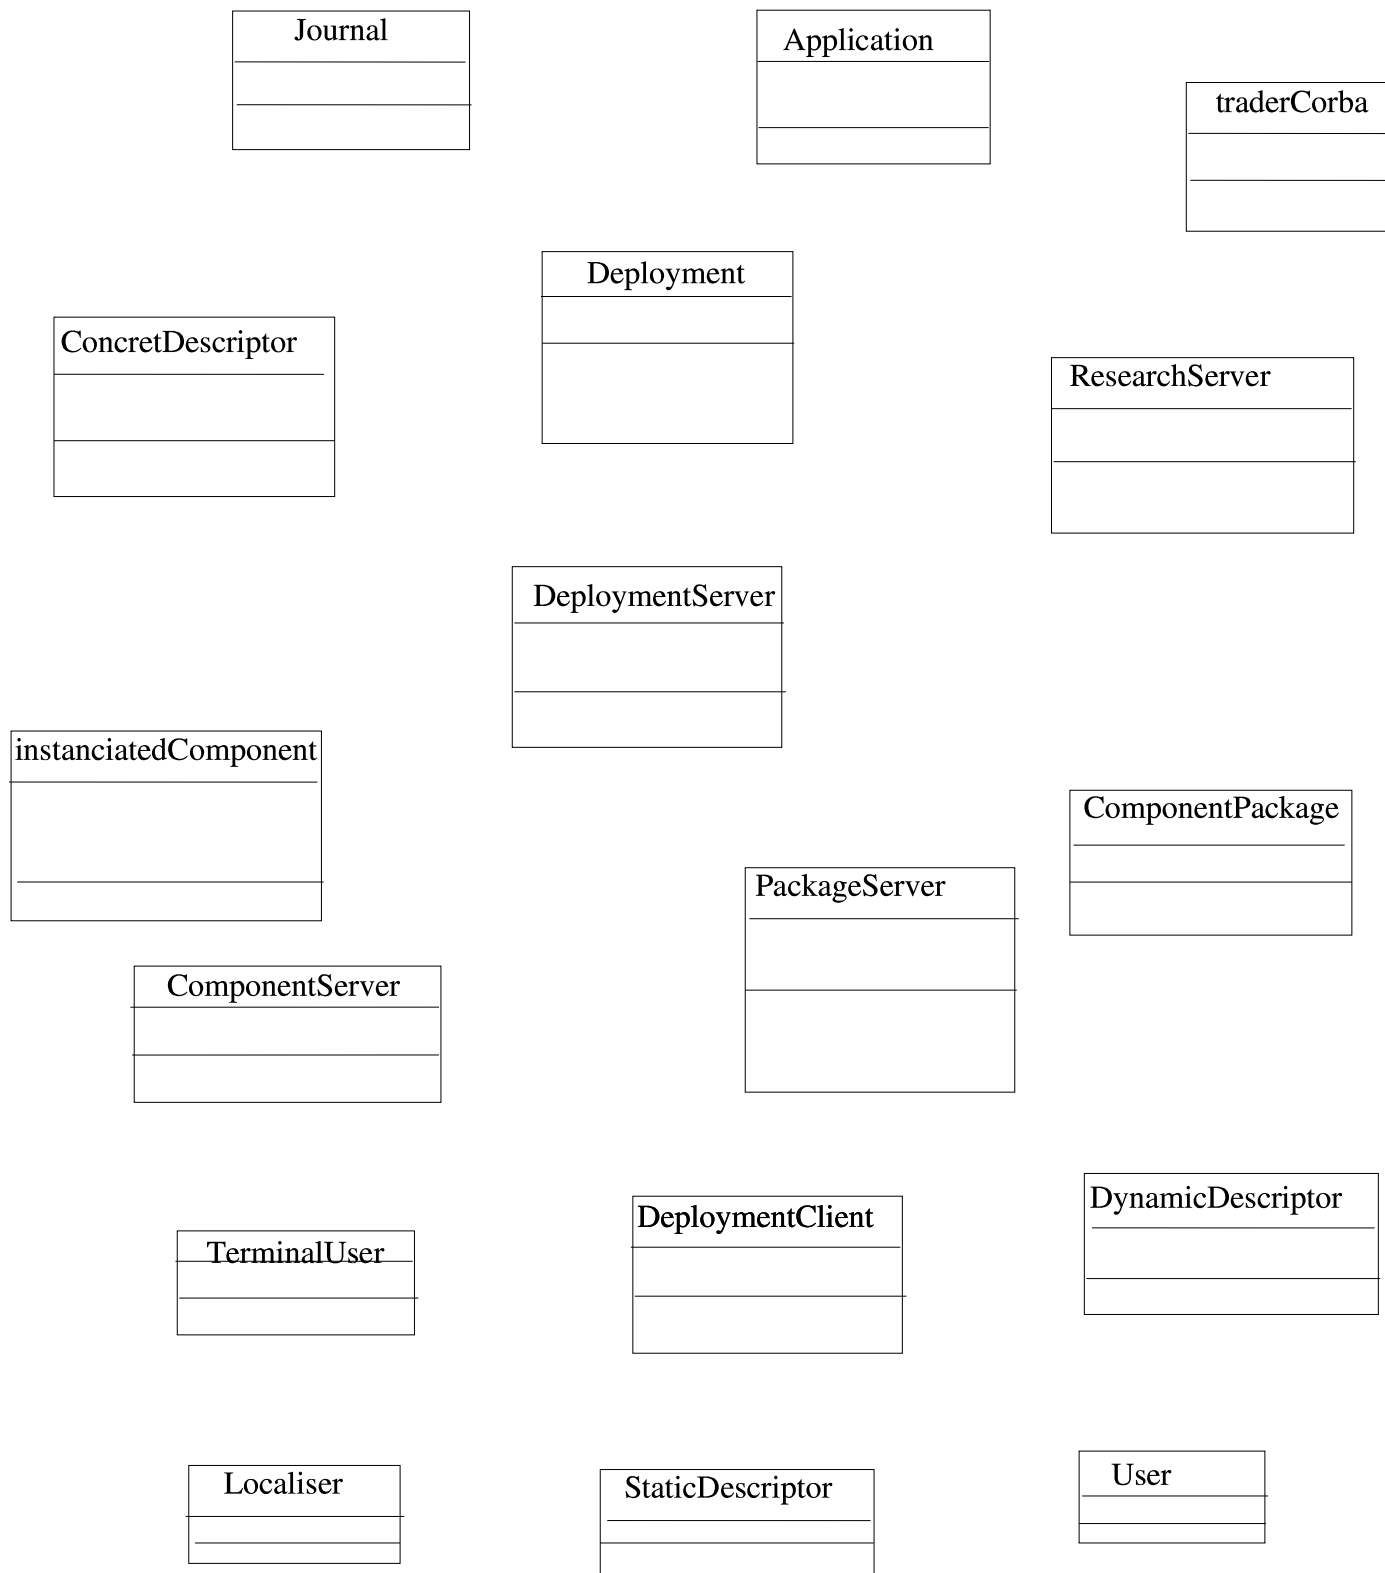 Journal
Application
traderCorba
Deployment
ConcretDescriptor
ResearchServer
DeploymentServer
instanciatedComponent
ComponentPackage
PackageServer
ComponentServer
DynamicDescriptor
DeploymentClient
TerminalUser
User
Localiser
StaticDescriptor